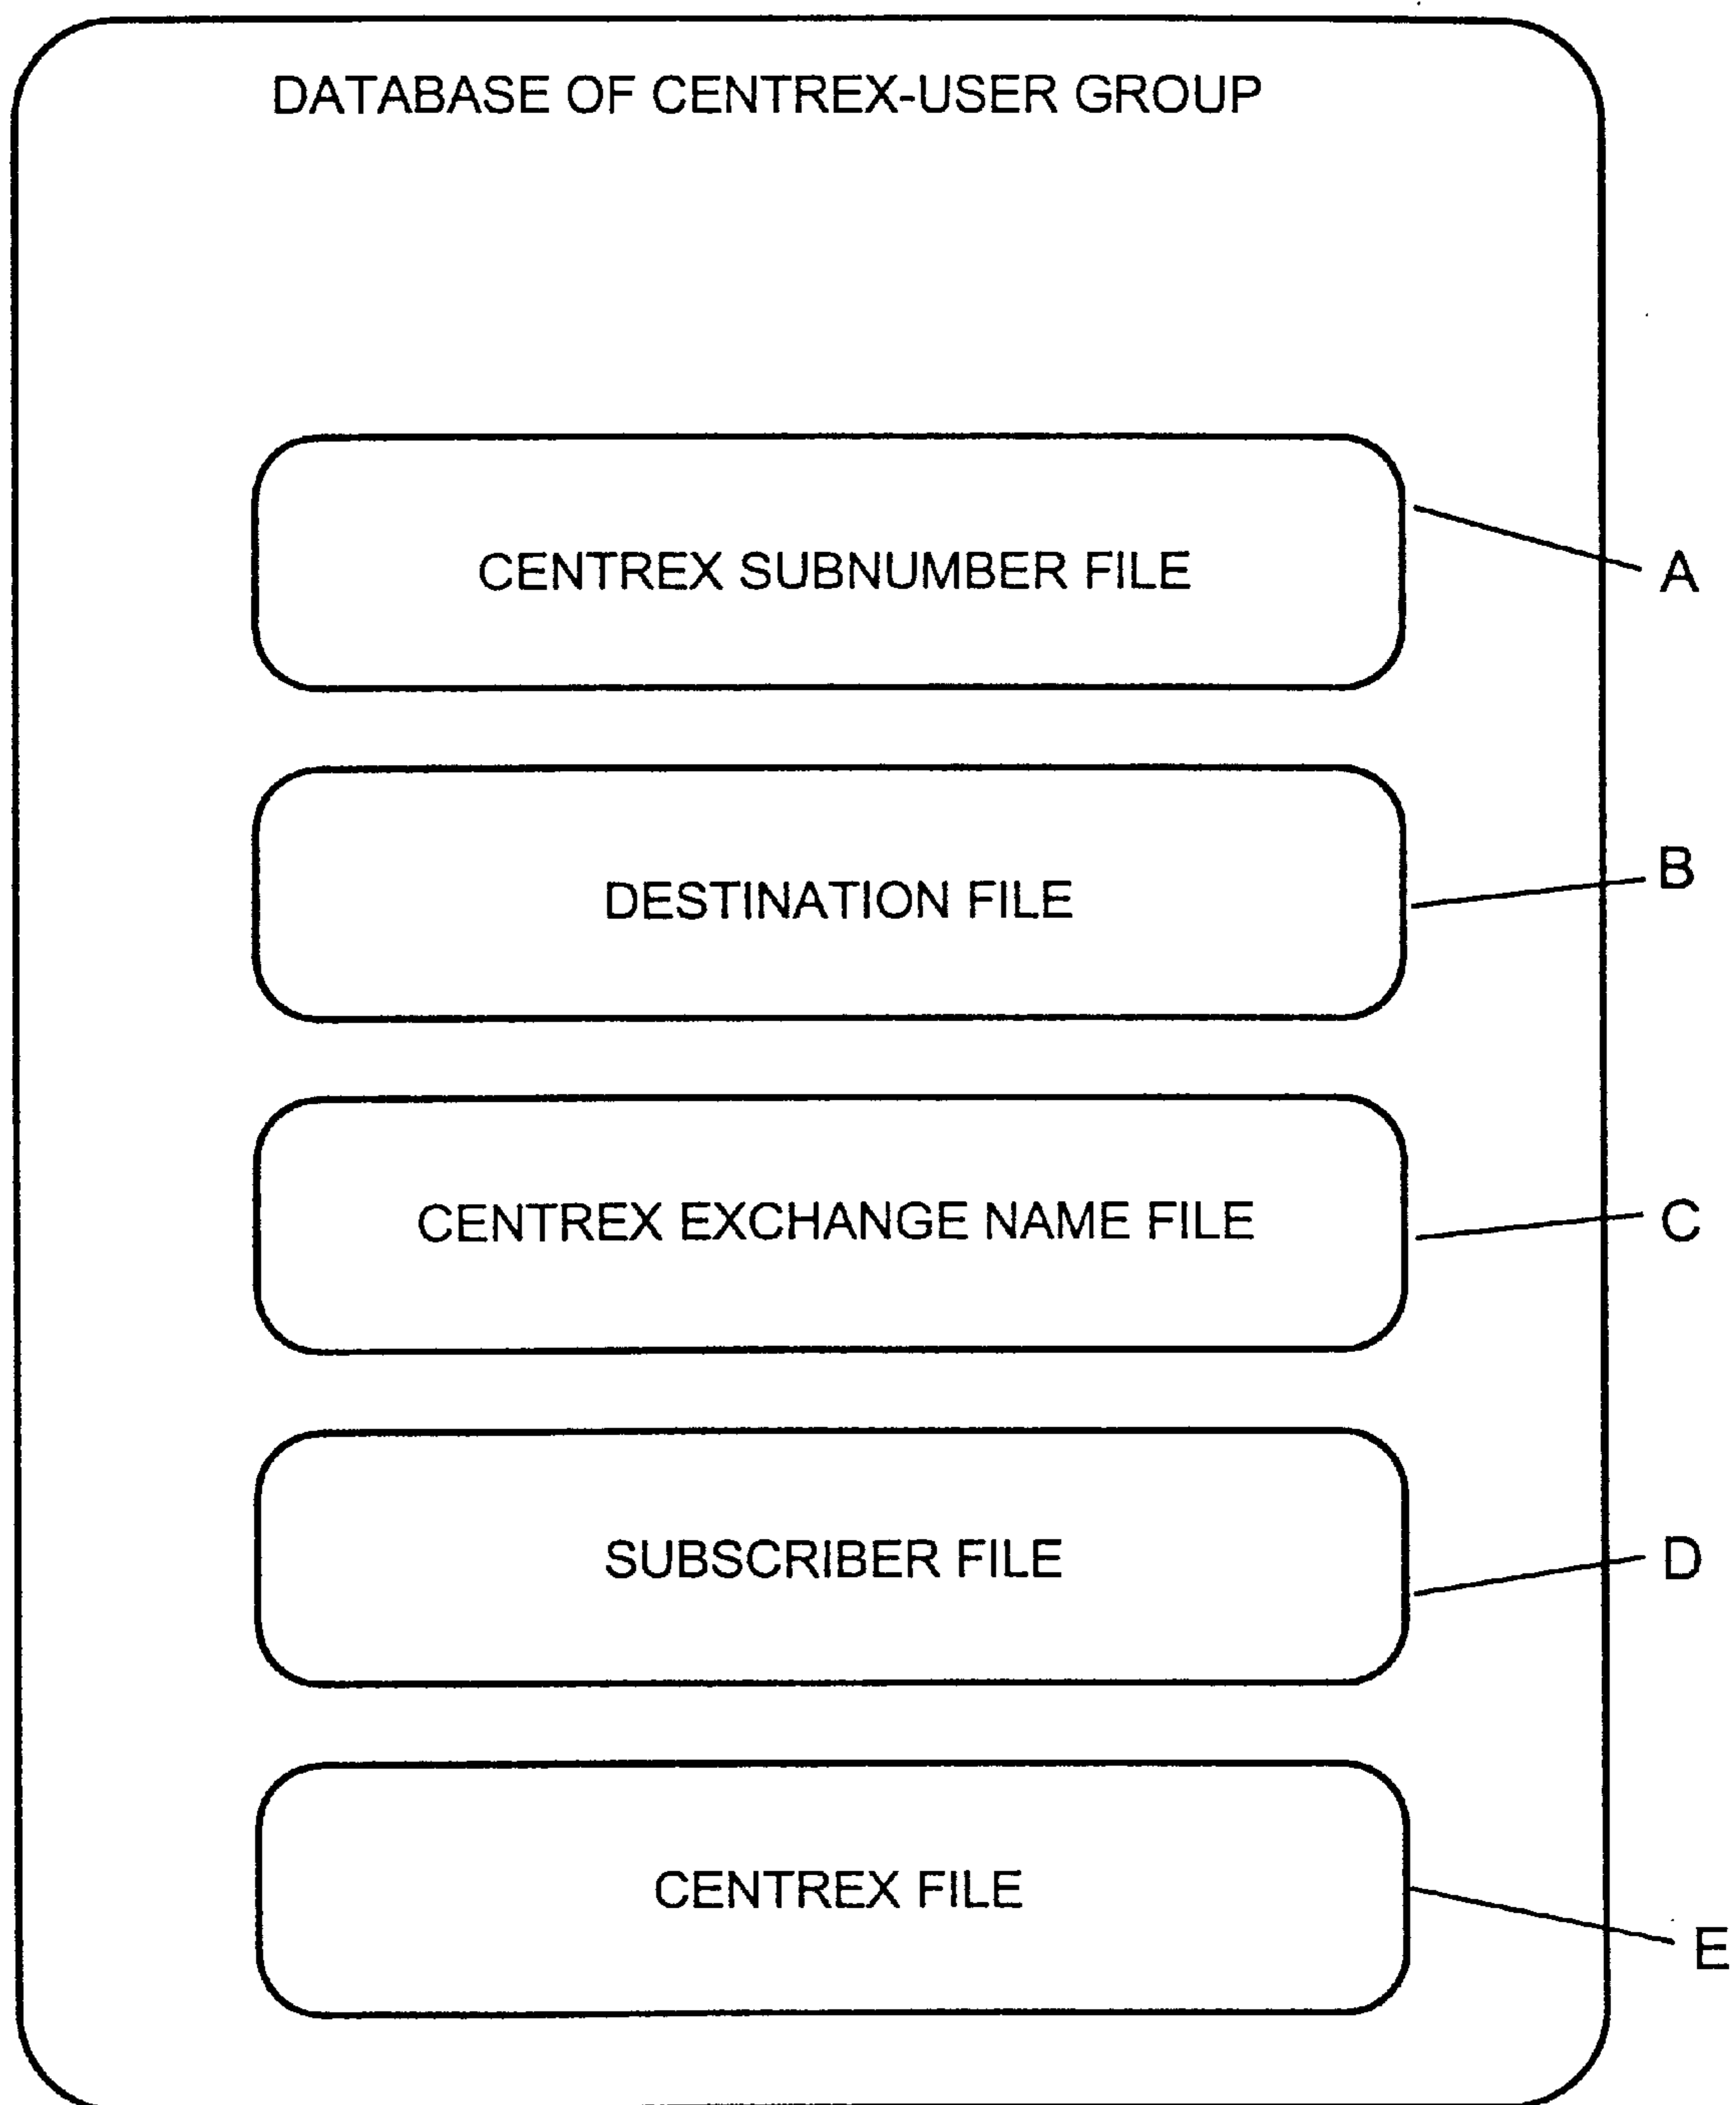 DATABASE OF CENTREX-USER GROUP
CENTREX SUBNUMBER FILE
A
DESTINATION FILE
B
CENTREX EXCHANGE NAME FILE
C
SUBSCRIBER FILE
D
CENTREX FILE
E